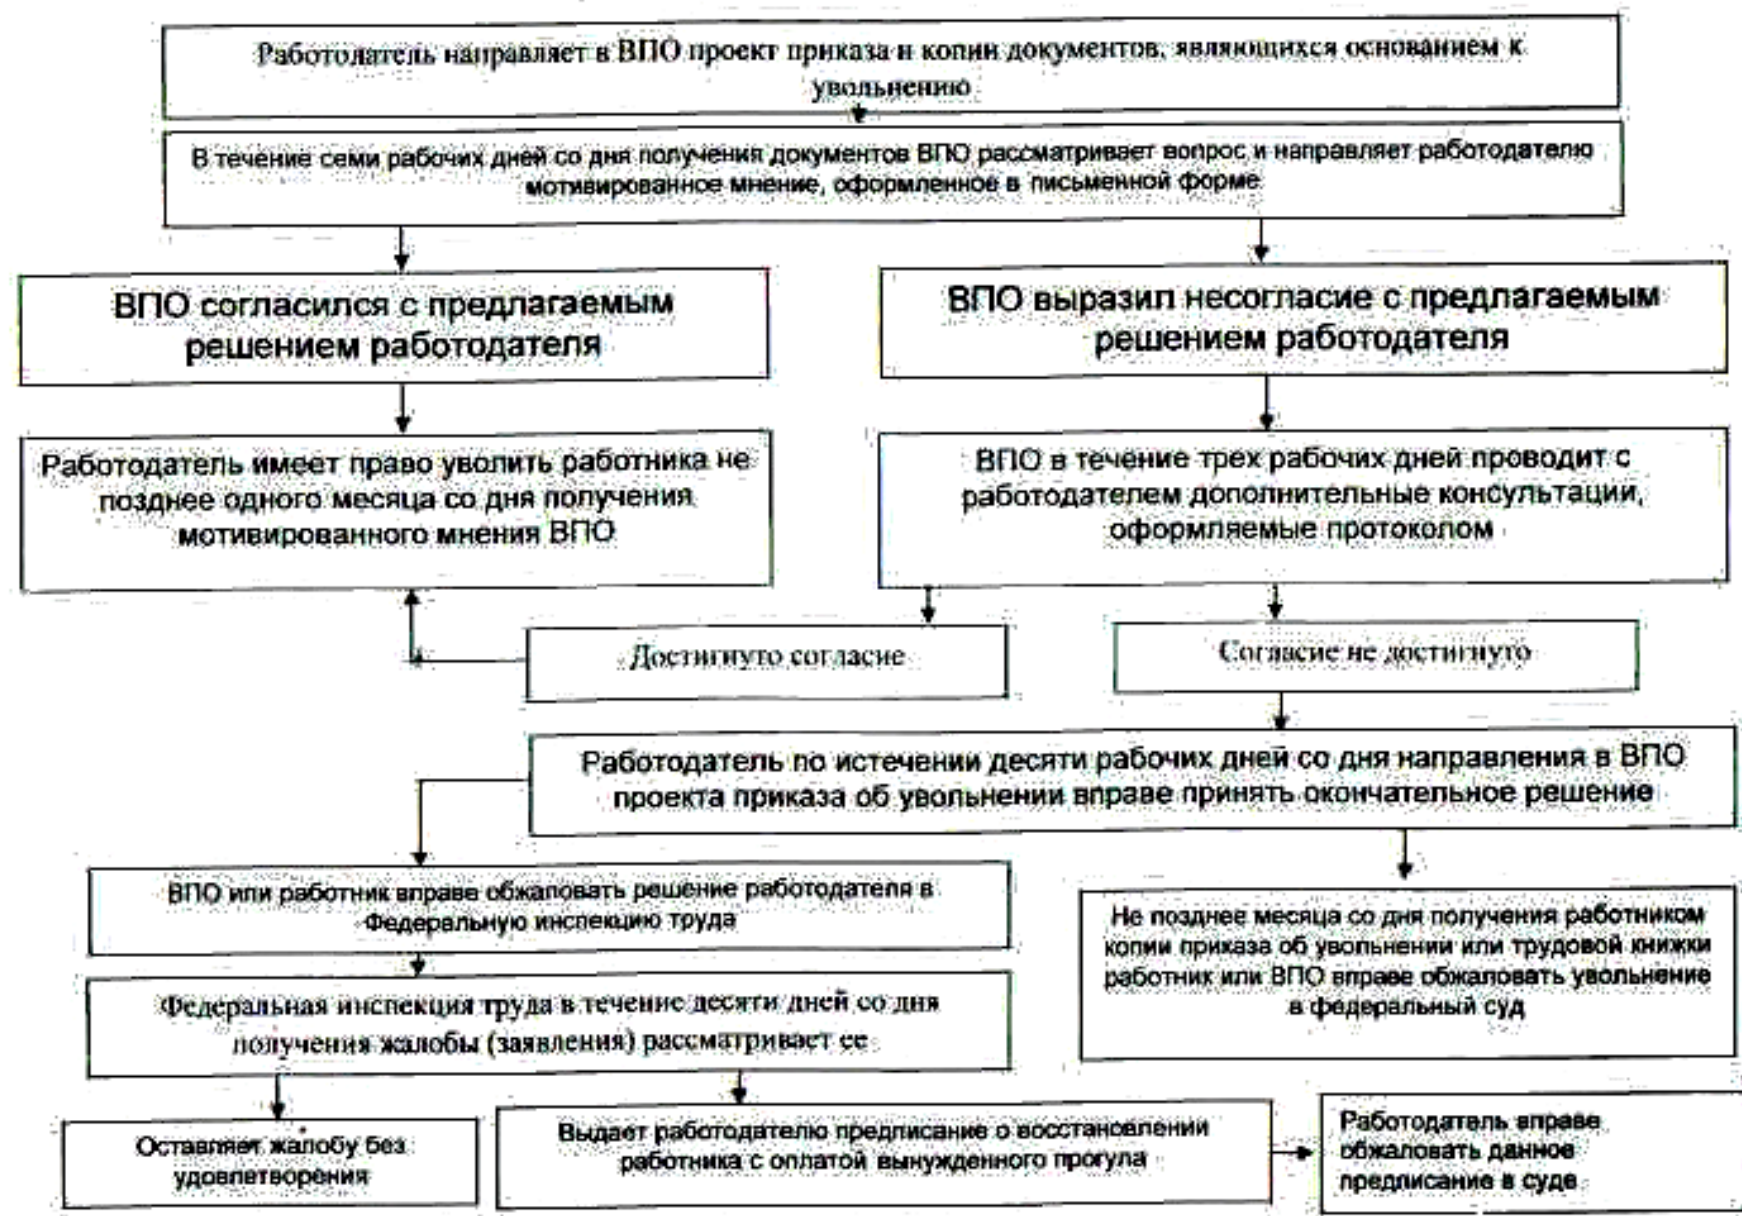 Работодатель направляет в ВПО проект приказа и копии документов, являющихся основанием к
увольнению
В течение семи рабочих дней со дня получения документов ВПО рассматривает вопрос и направляет работодателю
мотивированное мнение, оформленное в письменной форме
ВПО согласился с предлагаемым
решением работодателя
ВПО выразил несогласие с предлагаемым
решением работодателя
Работодатель имеет право уволить работника не
позднее одного месяца со дня получения
мотивированного мнения ВПО
ВПО в течение трех рабочих дней проводит с
работодателем дополнительные консультации,
оформляемые протоколом
Достигнуто согласие
Согласие не достигнуто
Работодатель по истечении десяти рабочих дней со дня направления в ВПО
проекта приказа об увольнении вправе принять окончательное решение
ВПО или работник вправе обжаловать решение работодателя в
Федеральную инспекцию труда
Не позднее месяца со дня получения работником
копии приказа об увольнении или трудовой книжки
работник или ВПО вправе обжаловать увольнение
в федеральный суд
Федеральная инспекция труда в течение десяти дней со дня
получения жалобы (заявления) рассматривает ее
Оставляет жалобу без
удовлетворения
Выдает работодателю предписание о восстановлении
работника с оплатой вынужденного прогула
Работодатель вправе
обжаловать данное
предписание в суде